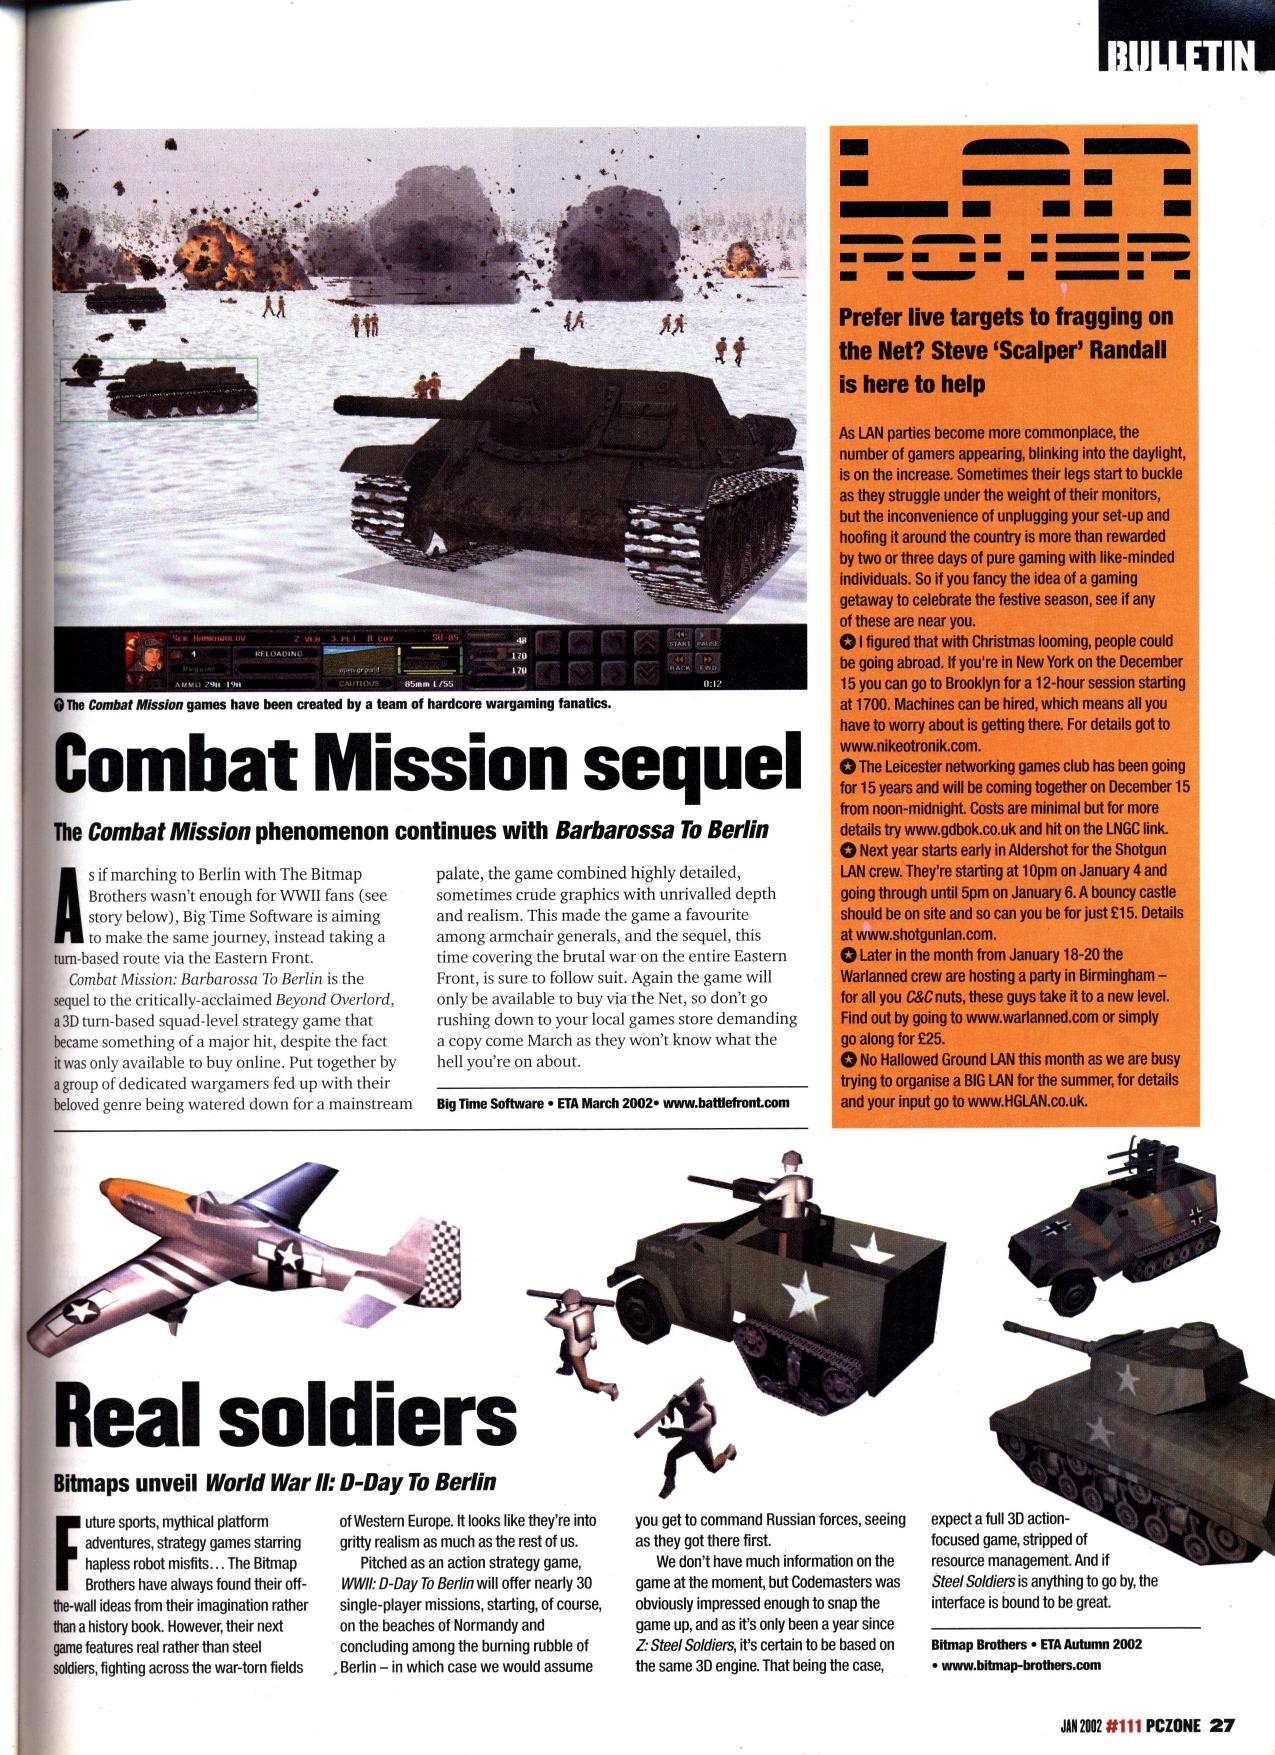 BULLETIN
SER HAMRAQULOV
2 VEH 3 PLT A COY
SU-85
48
1
RELOADING
170
START PAUSE
Regular
open ground
170
BACK FWD
AMMO 29H 19A
CAUTIOUS
85mm L/55
0:12
The Combat Mission games have been created by a team of hardcore wargaming fanatics.
Combat Mission sequel
The Combat Mission phenomenon continues with Barbarossa To Berlin
As if marching to Berlin with The Bitmap
Brothers wasn't enough for WWII fans (see
story below), Big Time Software is aiming
to make the same journey, instead taking a
turn-based route via the Eastern Front.
Combat Mission: Barbarossa To Berlin is the
sequel to the critically-acclaimed Beyond Overlord,
a 3D turn-based squad-level strategy game that
became something of a major hit, despite the fact
it was only available to buy online. Put together by
a group of dedicated wargamers fed up with their
beloved genre being watered down for a mainstream
palate, the game combined highly detailed,
sometimes crude graphics with unrivalled depth
and realism. This made the game a favourite
among armchair generals, and the sequel, this
time covering the brutal war on the entire Eastern
Front, is sure to follow suit. Again the game will
only be available to buy via the Net, so don't go
rushing down to your local games store demanding
a copy come March as they won't know what the
hell you're on about.
Big Time Software • ETA March 2002• www.battlefront.com
LAN
ROVER
Prefer live targets to fragging on
the Net? Steve 'Scalper' Randall
is here to help
As LAN parties become more commonplace, the
number of gamers appearing, blinking into the daylight,
is on the increase. Sometimes their legs start to buckle
as they struggle under the weight of their monitors,
but the inconvenience of unplugging your set-up and
hoofing it around the country is more than rewarded
by two or three days of pure gaming with like-minded
individuals. So if you fancy the idea of a gaming
getaway to celebrate the festive season, see if any
of these are near you.
✪ I figured that with Christmas looming, people could
be going abroad. If you're in New York on the December
15 you can go to Brooklyn for a 12-hour session starting
at 1700. Machines can be hired, which means all you
have to worry about is getting there. For details got to
www.nikeotronik.com.
✪ The Leicester networking games club has been going
for 15 years and will be coming together on December 15
from noon-midnight. Costs are minimal but for more
details try www.gdbok.co.uk and hit on the LNGC link.
✪ Next year starts early in Aldershot for the Shotgun
LAN crew. They're starting at 10pm on January 4 and
going through until 5pm on January 6. A bouncy castle
should be on site and so can you be for just £15. Details
at www.shotgunlan.com.
✪ Later in the month from January 18-20 the
Warlanned crew are hosting a party in Birmingham –
for all you C&C nuts, these guys take it to a new level.
Find out by going to www.warlanned.com or simply
go along for £25.
✪ No Hallowed Ground LAN this month as we are busy
trying to organise a BIG LAN for the summer, for details
and your input go to www.HGLAN.co.uk.
Real soldiers
Bitmaps unveil World War II: D-Day To Berlin
Future sports, mythical platform
adventures, strategy games starring
hapless robot misfits... The Bitmap
Brothers have always found their off-
the-wall ideas from their imagination rather
than a history book. However, their next
game features real rather than steel
soldiers, fighting across the war-torn fields
of Western Europe. It looks like they're into
gritty realism as much as the rest of us.
Pitched as an action strategy game,
WWII: D-Day To Berlin will offer nearly 30
single-player missions, starting, of course,
on the beaches of Normandy and
concluding among the burning rubble of
Berlin – in which case we would assume
you get to command Russian forces, seeing
as they got there first.
We don't have much information on the
game at the moment, but Codemasters was
obviously impressed enough to snap the
game up, and as it's only been a year since
Z: Steel Soldiers, it's certain to be based on
the same 3D engine. That being the case,
expect a full 3D action-
focused game, stripped of
resource management. And if
Steel Soldiers is anything to go by, the
interface is bound to be great.
Bitmap Brothers • ETA Autumn 2002
• www.bitmap-brothers.com
JAN 2002 #111 PCZONE 27